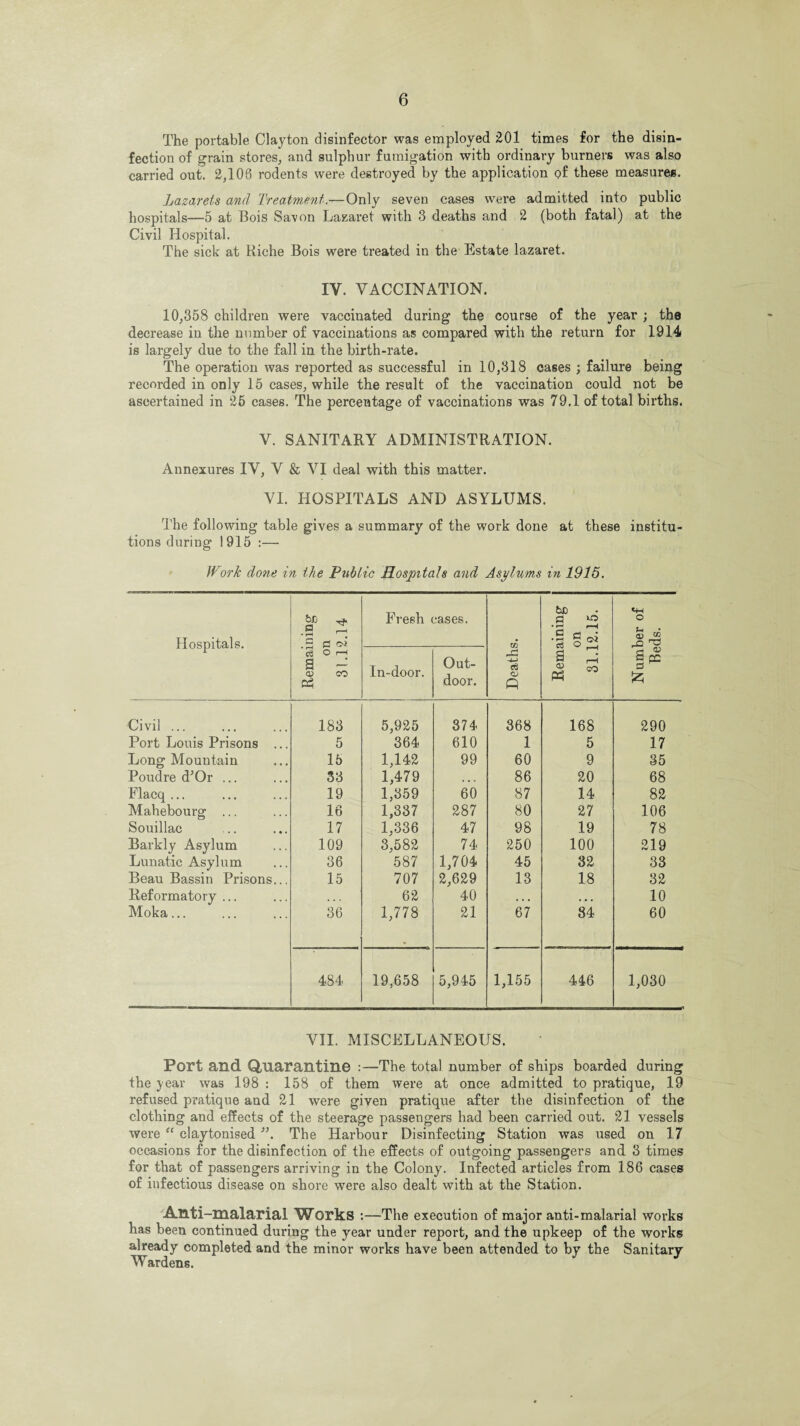 6
The portable Clayton disinfector was employed 201 times for the disin-
fection of grain stores, and sulphur fumigation with ordinary burners was also
carried out. 2,106 rodents were destroyed by the application of these measures.
Lazarets and Treatment.—Only seven cases were admitted into public
hospitals—5 at Bois Savon Lazaret with 3 deaths and 2 (both fatal) at the
Civil Hospital.
The sick at Riche Bois were treated in the Estate lazaret.
IV. VACCINATION.
10,358 children were vaccinated during the course of the year ; the
decrease in the number of vaccinations as compared with the return for 1914
is largely due to the fall in the birth-rate.
The operation was reported as successful in 10,318 cases ; failure being
recorded in only 15 cases, while the result of the vaccination could not be
ascertained in 25 cases. The percentage of vaccinations was 79.1 of total births.
V. SANITARY ADMINISTRATION.
Annexures IV, V & VI deal with this matter.
VI. HOSPITALS AND ASYLUMS.
The following table gives a summary of the work done at these institu-
tions during 1915 :—
Work done in the Public Hospitals and Asylums in 1915.
Hospitals. | Remaining on 31.12.14 | Fresh cases. In-door. | Out-door. | Deaths. | Remaining on 31.12.15. | Number of Beds.
Civil ... ... ... 183 5,925 374 368 168 290
Port Louis Prisons ... 5 364 610 1 5 17
Long Mountain ... 15 1,142 99 60 9 35
Poudre d'Or ... ... 33 1,479 ... 86 20 68
Flacq ... ... ... 19 1,359 60 87 14 82
Mahebourg ... ... 16 1,337 287 80 27 106
Souillac ... ... 17 1,336 47 98 19 78
Barkly Asylum ... 109 3,582 74 250 100 219
Lunatic Asylum ... 36 587 1,704 45 32 33
Beau Bassin Prisons... 15 707 2,629 13 18 32
Reformatory ... ... ... 62 40 ... ... 10
Moka ... ... ... 36 1,778 21 67 34 60
484 19,658 5,945 1,155 446 1,030
VII. MISCELLANEOUS.
Port and Quarantine :—The total number of ships boarded during
the year was 198 : 158 of them were at once admitted to pratique, 19
refused pratique and 21 were given pratique after the disinfection of the
clothing and effects of the steerage passengers had been carried out. 21 vessels
were “ claytonised ”. The Harbour Disinfecting Station was used on 17
occasions for the disinfection of the effects of outgoing passengers and 3 times
for that of passengers arriving in the Colony. Infected articles from 186 cases
of infectious disease on shore were also dealt with at the Station.
Anti-malarial Works :—The execution of major anti-malarial works
has been continued during the year under report, and the upkeep of the works
already completed and the minor works have been attended to by the Sanitary
Wardens.